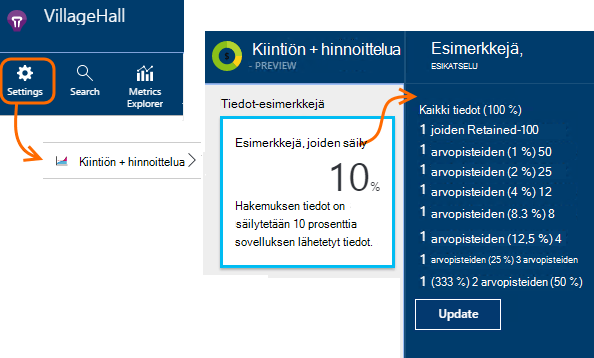 VillageHall
Settings
Search
Metrics
Explorer
Kiintiön + hinnoittelua
Kiintiön + hinnoittelua
- PREVIEW
Tiedot-esimerkkejä
Esimerkkejä, joiden säily
10 %
Hakemuksen tiedot on
säilytetään 10 prosenttia
sovelluksen lähetetyt tiedot.
Esimerkkejä,
ESIKATSELU
Kaikki tiedot (100 %)
1 joiden Retained-100
1 arvopisteiden (1 %) 50
1 arvopisteiden (2 %) 25
1 arvopisteiden (4 %) 12
1 arvopisteiden (8.3 %) 8
1 arvopisteiden (12,5 %) 4
1 arvopisteiden (25 %) 3 arvopisteiden
1 (333 %) 2 arvopisteiden (50 %)
Update